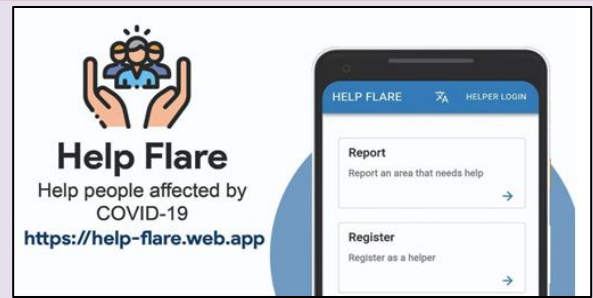 Help Flare
Help people affected by
COVID-19
https://help-flare.web.app
HELP FLARE
HELPER LOGIN
Report
Report an area that needs help
Register
Register as a helper